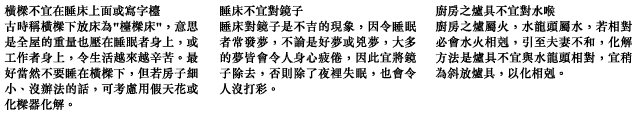 橫樑不宜在睡床上面或寫字檯
古時稱橫樑下放床為"檯樑床"，意思
是全屋的重量也壓在睡眠者身上，或
工作者身上，令生活越來越辛苦。最
好當然不要睡在橫樑下，但若房子細
小、沒辦法的話，可考慮用假天花或
化樑器化解。
睡床不宜對鏡子
睡床對鏡子是不吉的現象，因令睡眠
者常發夢，不論是好夢或兇夢，大多
的夢皆會令人身心疲倦，因此宜將鏡
子除去，否則除了夜裡失眠，也會令
人沒打彩。
廚房之爐具不宜對水喉
廚房之爐屬火，水龍頭屬水，若相對
必會水火相剋，引至夫妻不和，化解
方法是爐具不宜與水龍頭相對，宜稍
為斜放爐具，以化相剋。